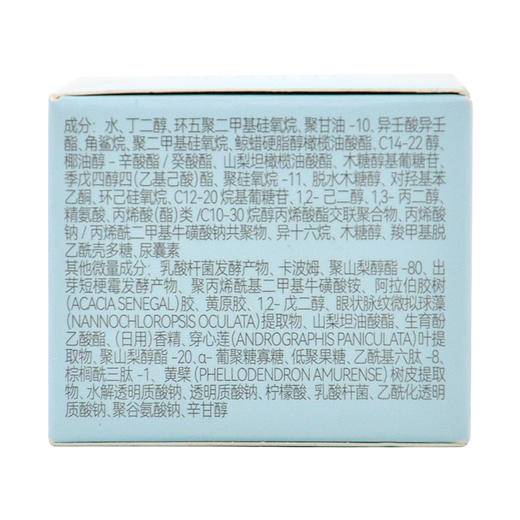 成分：水、丁二醇、环五聚二甲基硅氧烷、聚甘油-10、异壬酸异壬
酯、角鲨烷、聚二甲基硅氧烷、鲸蜡硬脂醇橄榄油酸酯、C14-22醇、
椰油醇-辛酸酯/癸酸酯、山梨坦橄榄油酸酯、木糖醇基葡糖苷、
季戊四醇四(乙基己酸)酯、聚硅氧烷-11、脱水木糖醇、对羟基苯
乙酮、环己硅氧烷、C12-20烷基葡糖苷、1,2-己二醇、1,3-丙二醇、
精氨酸、丙烯酸(酯)类/C10-30烷醇丙烯酸酯交联聚合物、丙烯酸
钠/丙烯酰二甲基牛磺酸钠共聚物、异十六烷、木糖醇、羧甲基脱
乙酰壳多糖、尿囊素
其他微量成分：乳酸杆菌发酵产物、卡波姆、聚山梨醇酯-80、出
芽短梗霉发酵产物、聚丙烯酰基二甲基牛磺酸铵、阿拉伯胶树
(ACACIA SENEGAL)胶、黄原胶、1,2-戊二醇、眼状脉纹微拟球藻
(NANNOCHLOROPSIS OCULATA)提取物、山梨坦油酸酯、生育酚
乙酸酯、(日用)香精、穿心莲(ANDROGRAPHIS PANICULATA)叶提
取物、聚山梨醇酯-20、α-葡聚糖寡糖、低聚果糖、乙酰基六肽-8、
棕榈酰三肽-1、黄檗(PHELLODENDRON AMURENSE)树皮提取
物、水解透明质酸钠、透明质酸钠、柠檬酸、乳酸杆菌、乙酰化透明
质酸钠、聚谷氨酸钠、辛甘醇